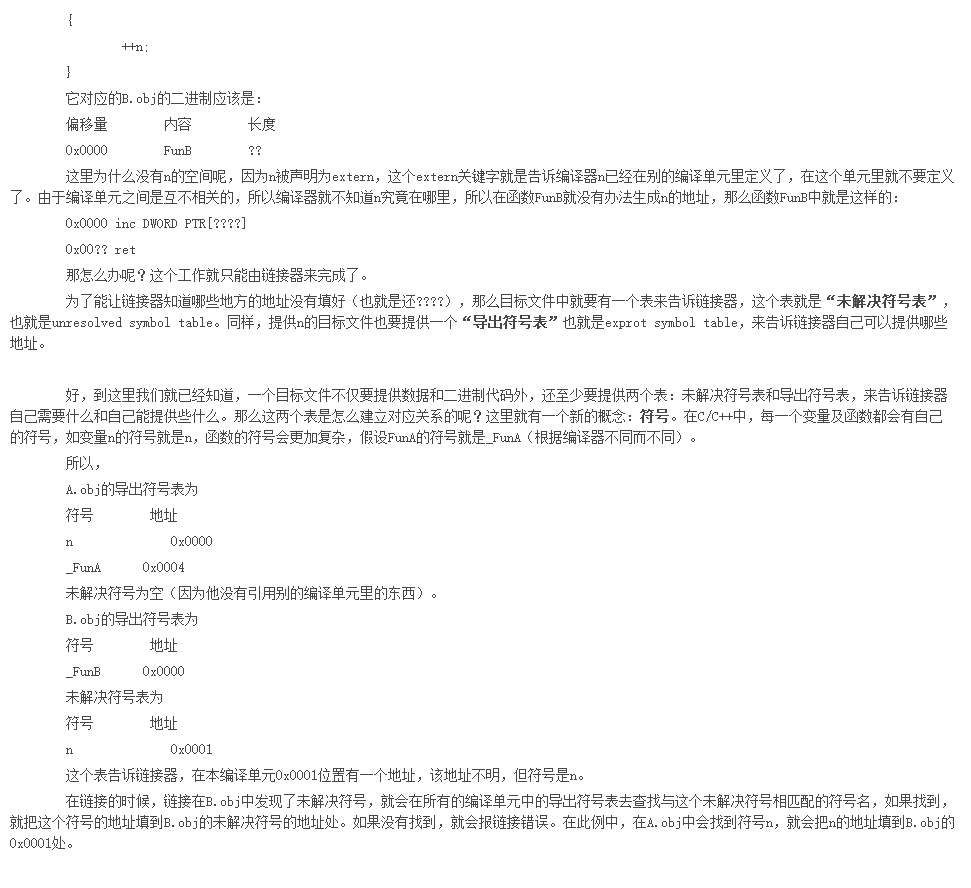 {
++n;
}
它对应的B.obj的二进制应该是：
偏移量 内容 长度
0x0000 FunB ??
这里为什么没有n的空间呢，因为n被声明为extern，这个extern关键字就是告诉编译器n已经在别的编译单元里定义了，在这个单元里就不要定义
了。由于编译单元之间是互不相关的，所以编译器就不知道n究竟在哪里，所以在函数FunB就没有办法生成n的地址，那么函数FunB中就是这样的：
0x0000 inc DWORD PTR[????]
0x00?? ret
那怎么办呢？这个工作就只能由链接器来完成了。
为了能让链接器知道哪些地方的地址没有填好（也就是还????），那么目标文件中就要有一个表来告诉链接器，这个表就是“未解决符号表”，
也就是unresolved symbol table。同样，提供n的目标文件也要提供一个“导出符号表”也就是exprot symbol table，来告诉链接器自己可以提供哪些
地址。
好，到这里我们就已经知道，一个目标文件不仅要提供数据和二进制代码外，还至少要提供两个表：未解决符号表和导出符号表，来告诉链接器
自己需要什么和自己能提供些什么。那么这两个表是怎么建立对应关系的呢？这里就有一个新的概念：符号。在C/C++中，每一个变量及函数都会有自己
的符号，如变量n的符号就是n，函数的符号会更加复杂，假设FunA的符号就是_FunA（根据编译器不同而不同）。
所以，
A.obj的导出符号表为
符号 地址
n 0x0000
_FunA 0x0004
未解决符号为空（因为他没有引用别的编译单元里的东西）。
B.obj的导出符号表为
符号 地址
_FunB 0x0000
未解决符号表为
符号 地址
n 0x0001
这个表告诉链接器，在本编译单元0x0001位置有一个地址，该地址不明，但符号是n。
在链接的时候，链接在B.obj中发现了未解决符号，就会在所有的编译单元中的导出符号表去查找与这个未解决符号相匹配的符号名，如果找到，
就把这个符号的地址填到B.obj的未解决符号的地址处。如果没有找到，就会报链接错误。在此例中，在A.obj中会找到符号n，就会把n的地址填到B.obj的
0x0001处。